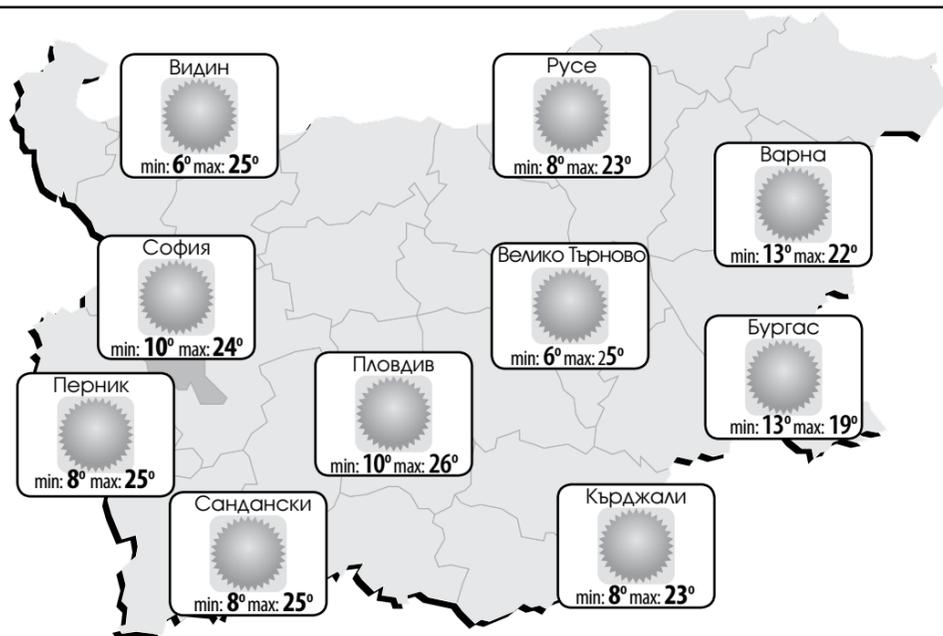 Видин
min: 6° max: 25°
Русе
min: 8° max: 23°
Варна
min: 13° max: 22°
София
min: 10° max: 24°
Велико Търново
min: 6° max: 25°
Бургас
min: 13° max: 19°
Пловдив
min: 10° max: 26°
Перник
min: 8° max: 25°
Сандански
min: 8° max: 25°
Кърджали
min: 8° max: 23°